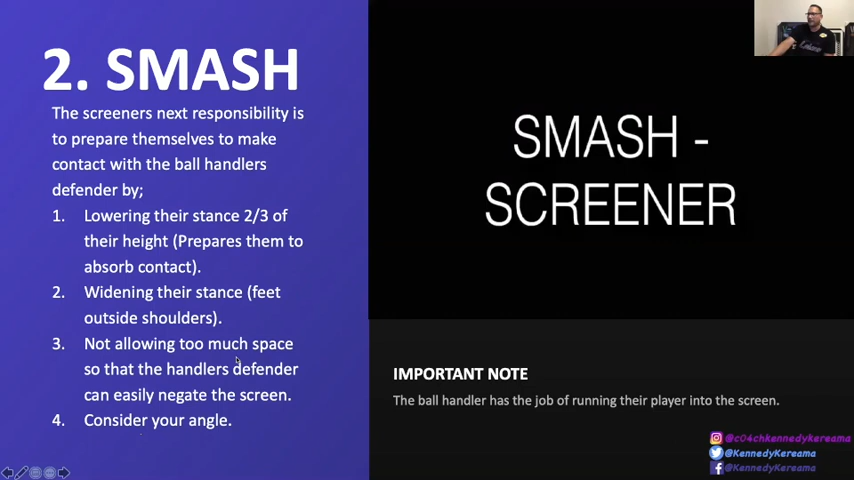 2. SMASH
The screeners next responsibility is
to prepare themselves to make
contact with the ball handlers
defender by;
1. Lowering their stance 2/3 of
their height (Prepares them to
absorb contact).
2. Widening their stance (feet
outside shoulders).
3. Not allowing too much space
so that the handlers defender
can easily negate the screen.
4. Consider your angle.
SMASH -
SCREENER
IMPORTANT NOTE
The ball handler has the job of running their player into the screen.
@c04chkennedykereama
@KennedyKereama
@KennedyKereama